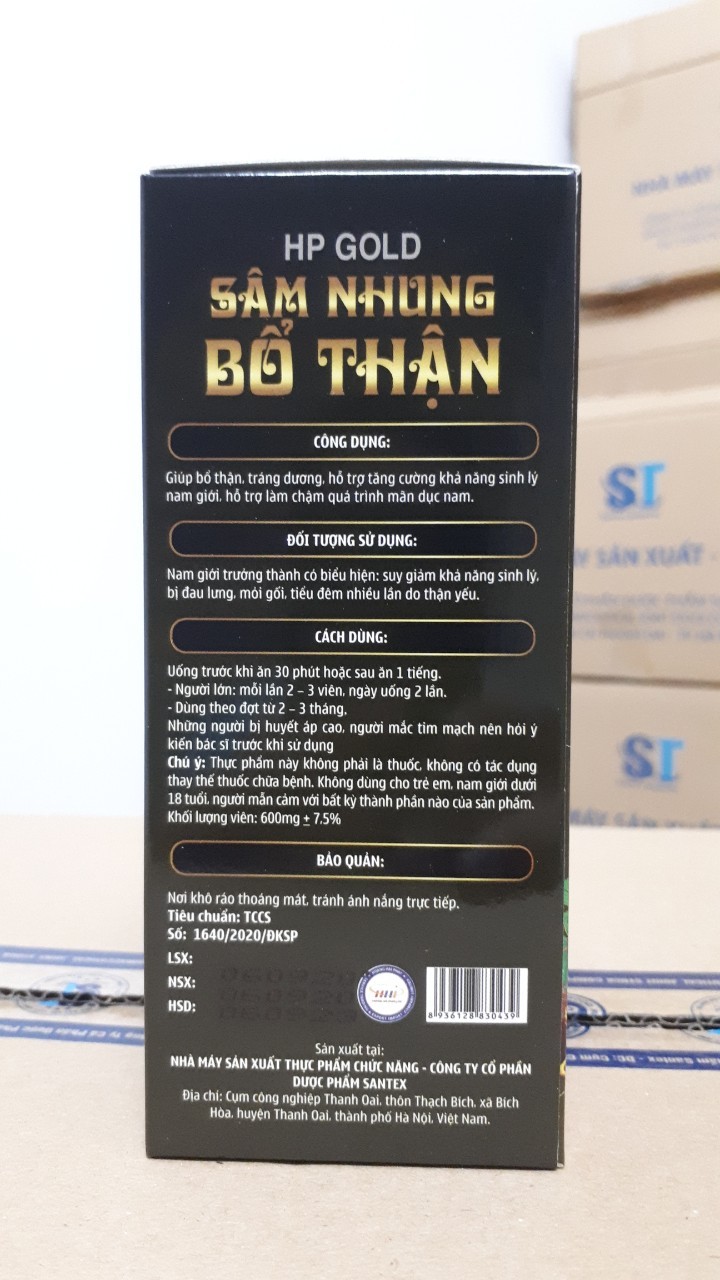 HP GOLD
SÂM NHUNG
BỔ THẬN
CÔNG DỤNG:
Giúp bổ thận, tráng dương, hỗ trợ tăng cường khả năng sinh lý
nam giới, hỗ trợ làm chậm quá trình mãn dục nam.
ĐỐI TƯỢNG SỬ DỤNG:
Nam giới trưởng thành có biểu hiện: suy giảm khả năng sinh lý,
bị đau lưng, mỏi gối, tiểu đêm nhiều lần do thận yếu.
CÁCH DÙNG:
Uống trước khi ăn 30 phút hoặc sau ăn 1 tiếng.
- Người lớn: mỗi lần 2 – 3 viên, ngày uống 2 lần.
- Dùng theo đợt từ 2 – 3 tháng,
Những người bị huyết áp cao, người mắc tim mạch nên hỏi ý
kiến bác sĩ trước khi sử dụng
Chú ý: Thực phẩm này không phải là thuốc, không có tác dụng
thay thế thuốc chữa bệnh. Không dùng cho trẻ em, nam giới dưới
18 tuổi, người mẫn cảm với bất kỳ thành phần nào của sản phẩm.
Khối lượng viên: 600mg ± 7.5%
BẢO QUẢN:
Nơi khô ráo thoáng mát, tránh ánh nắng trực tiếp.
Tiêu chuẩn: TCCS
Số: 1640/2020/ĐKSP
LSX:
NSX:
HSD:
8 936128 830439
Sản xuất tại:
NHÀ MÁY SẢN XUẤT THỰC PHẨM CHỨC NĂNG - CÔNG TY CỔ PHẦN
DƯỢC PHẨM SANTEX
Địa chỉ: Cụm công nghiệp Thanh Oai, thôn Thạch Bích, xã Bích
Hòa, huyện Thanh Oai, thành phố Hà Nội, Việt Nam.
NHÀ MÁY
ST
SẢN XUẤT
ST